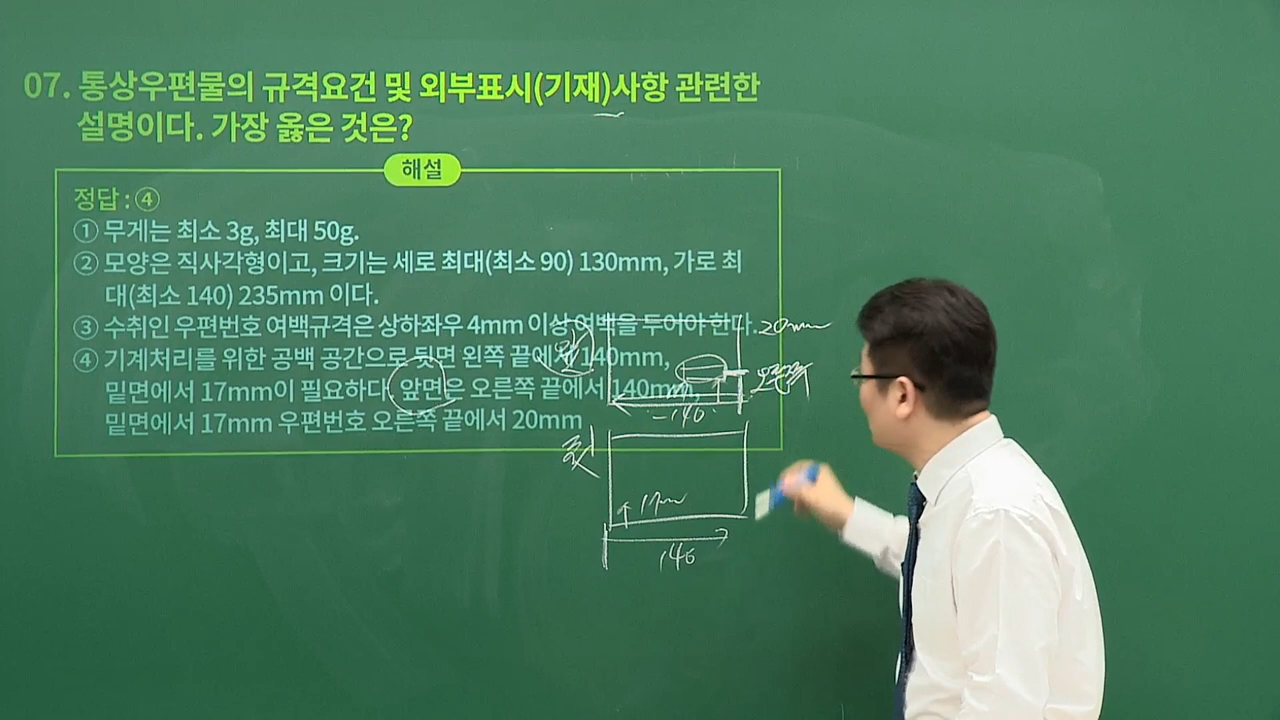 07. 통상우편물의 규격요건 및 외부표시(기재)사항 관련한
설명이다. 가장 옳은 것은?
해설
정답 : ④
① 무게는 최소 3g, 최대 50g.
② 모양은 직사각형이고, 크기는 세로 최대(최소 90) 130mm, 가로 최
대(최소 140) 235mm 이다.
③ 수취인 우편번호 여백규격은 상하좌우 4mm 이상 여백을 두어야 한다.
④ 기계처리를 위한 공백 공간으로 뒷면 왼쪽 끝에서 140mm,
밑면에서 17mm이 필요하다. 앞면은 오른쪽 끝에서 140mm,
밑면에서 17mm 우편번호 오른쪽 끝에서 20mm
앞
20mm
오른쪽
140
뒷
17mm
140